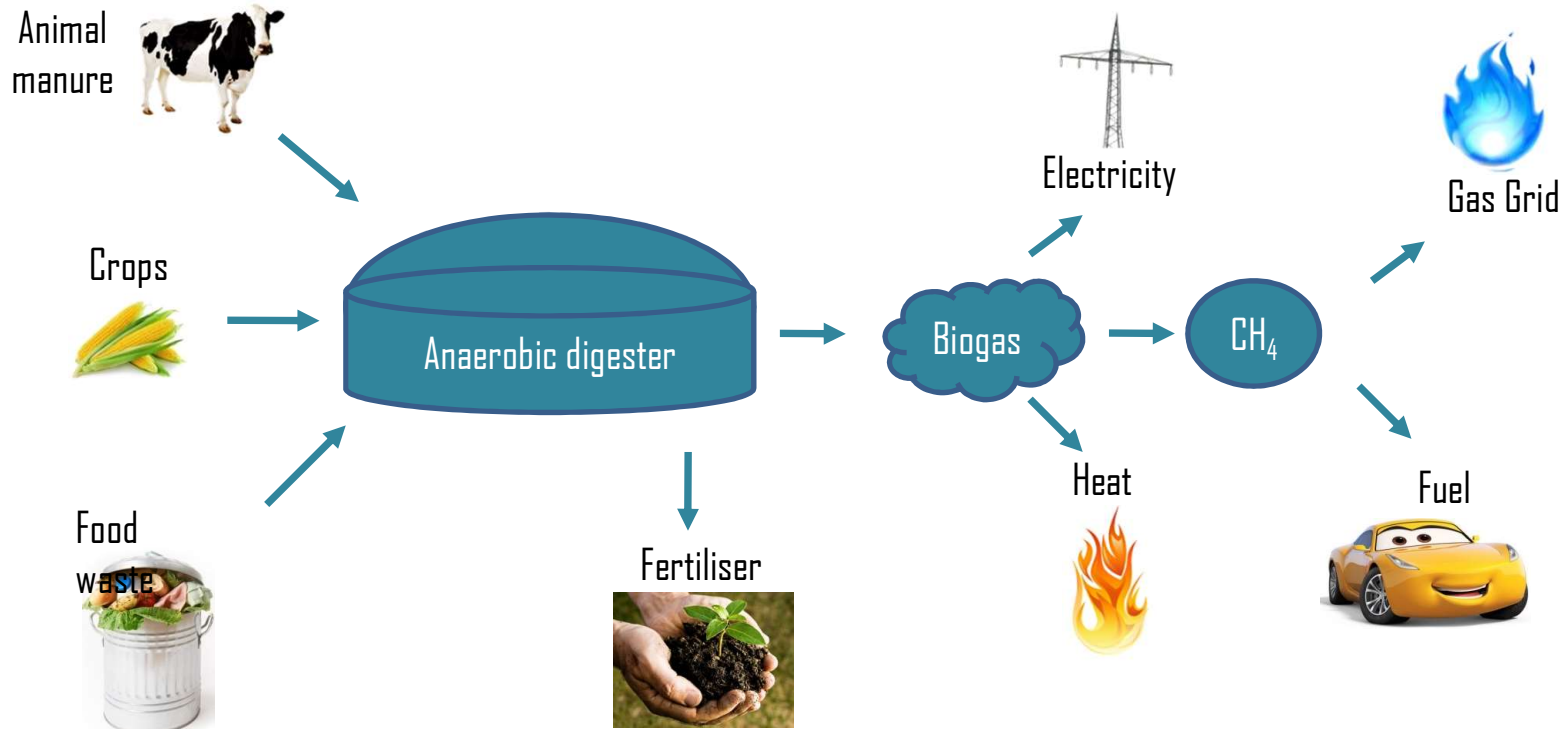 Animal
manure
Electricity
Gas Grid
Crops
Anaerobic digester
Biogas
CH₄
Heat
Fuel
Food
waste
Fertiliser